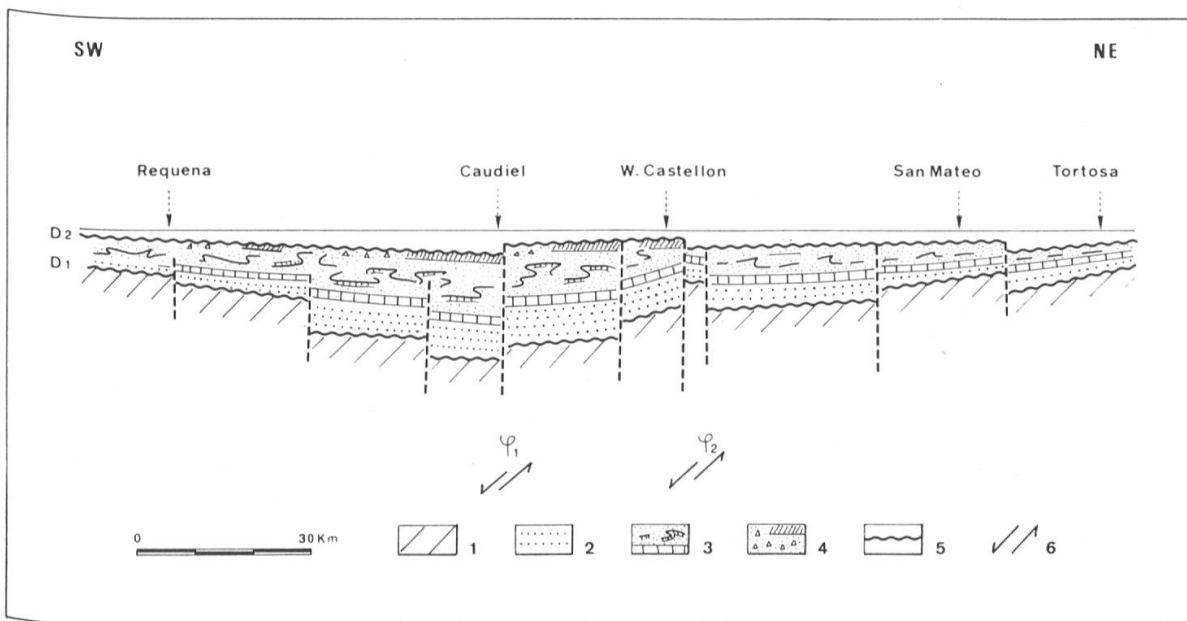 SW NE
Requena Caudiel W. Castellon San Mateo Tortosa
D2
D1
φ1 φ2
0 30 Km 1 2 3 4 5 6